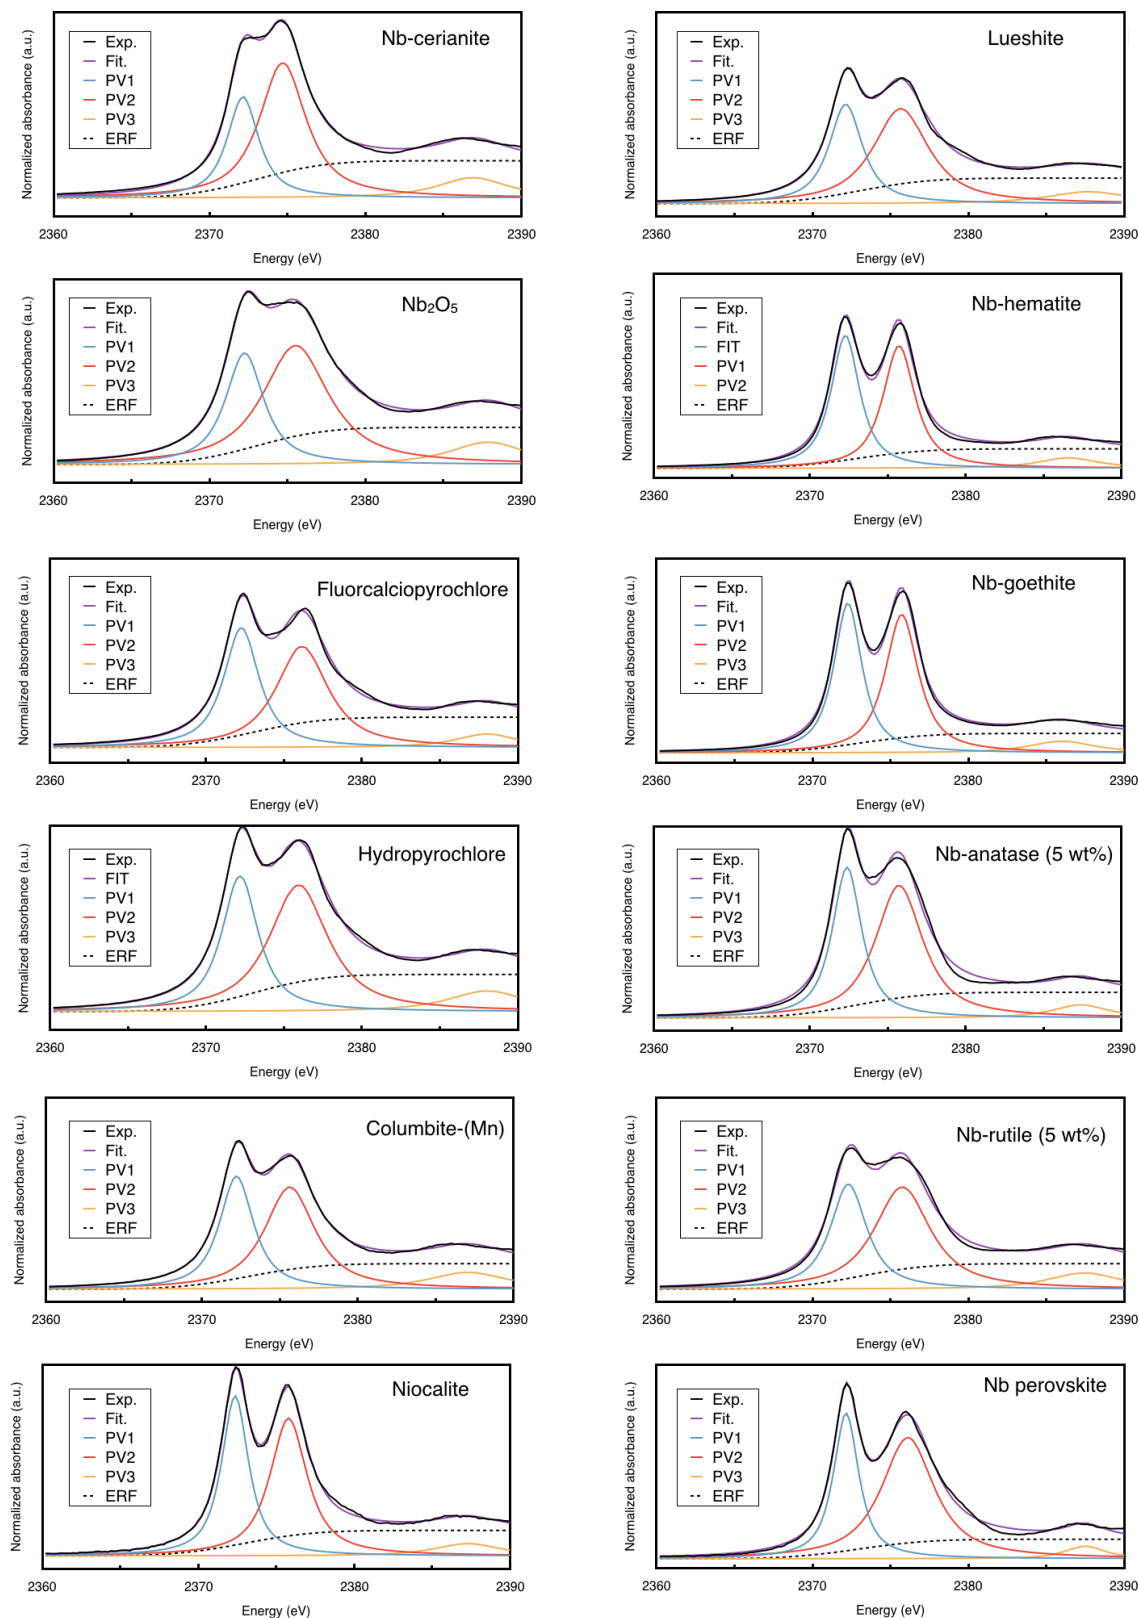 Normalized absorbance (a.u.)
Nb-cerianite
Exp.
Fit.
PV1
PV2
PV3
ERF
2360
2370
2380
2390
Energy (eV)
Normalized absorbance (a.u.)
Lueshite
Exp.
Fit.
PV1
PV2
PV3
ERF
2360
2370
2380
2390
Energy (eV)
Normalized absorbance (a.u.)
Nb₂O₅
Exp.
Fit.
PV1
PV2
PV3
ERF
2360
2370
2380
2390
Energy (eV)
Normalized absorbance (a.u.)
Nb-hematite
Exp.
Fit.
FIT
PV1
PV2
ERF
2360
2370
2380
2390
Energy (eV)
Normalized absorbance (a.u.)
Fluorcalciopyrochlore
Exp.
Fit.
PV1
PV2
PV3
ERF
2360
2370
2380
2390
Energy (eV)
Normalized absorbance (a.u.)
Nb-goethite
Exp.
Fit.
PV1
PV2
PV3
ERF
2360
2370
2380
2390
Energy (eV)
Normalized absorbance (a.u.)
Hydropyrochlore
Exp.
FIT
PV1
PV2
PV3
ERF
2360
2370
2380
2390
Energy (eV)
Normalized absorbance (a.u.)
Nb-anatase (5 wt%)
Exp.
Fit.
PV1
PV2
PV3
ERF
2360
2370
2380
2390
Energy (eV)
Normalized absorbance (a.u.)
Columbite-(Mn)
Exp.
Fit.
PV1
PV2
PV3
ERF
2360
2370
2380
2390
Energy (eV)
Normalized absorbance (a.u.)
Nb-rutile (5 wt%)
Exp.
Fit.
PV1
PV2
PV3
ERF
2360
2370
2380
2390
Energy (eV)
Normalized absorbance (a.u.)
Niocalite
Exp.
Fit.
PV1
PV2
PV3
ERF
2360
2370
2380
2390
Energy (eV)
Normalized absorbance (a.u.)
Nb perovskite
Exp.
Fit.
PV1
PV2
PV3
ERF
2360
2370
2380
2390
Energy (eV)